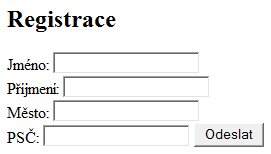 Registrace
Jméno:
Příjmení:
Město:
PSČ: Odeslat